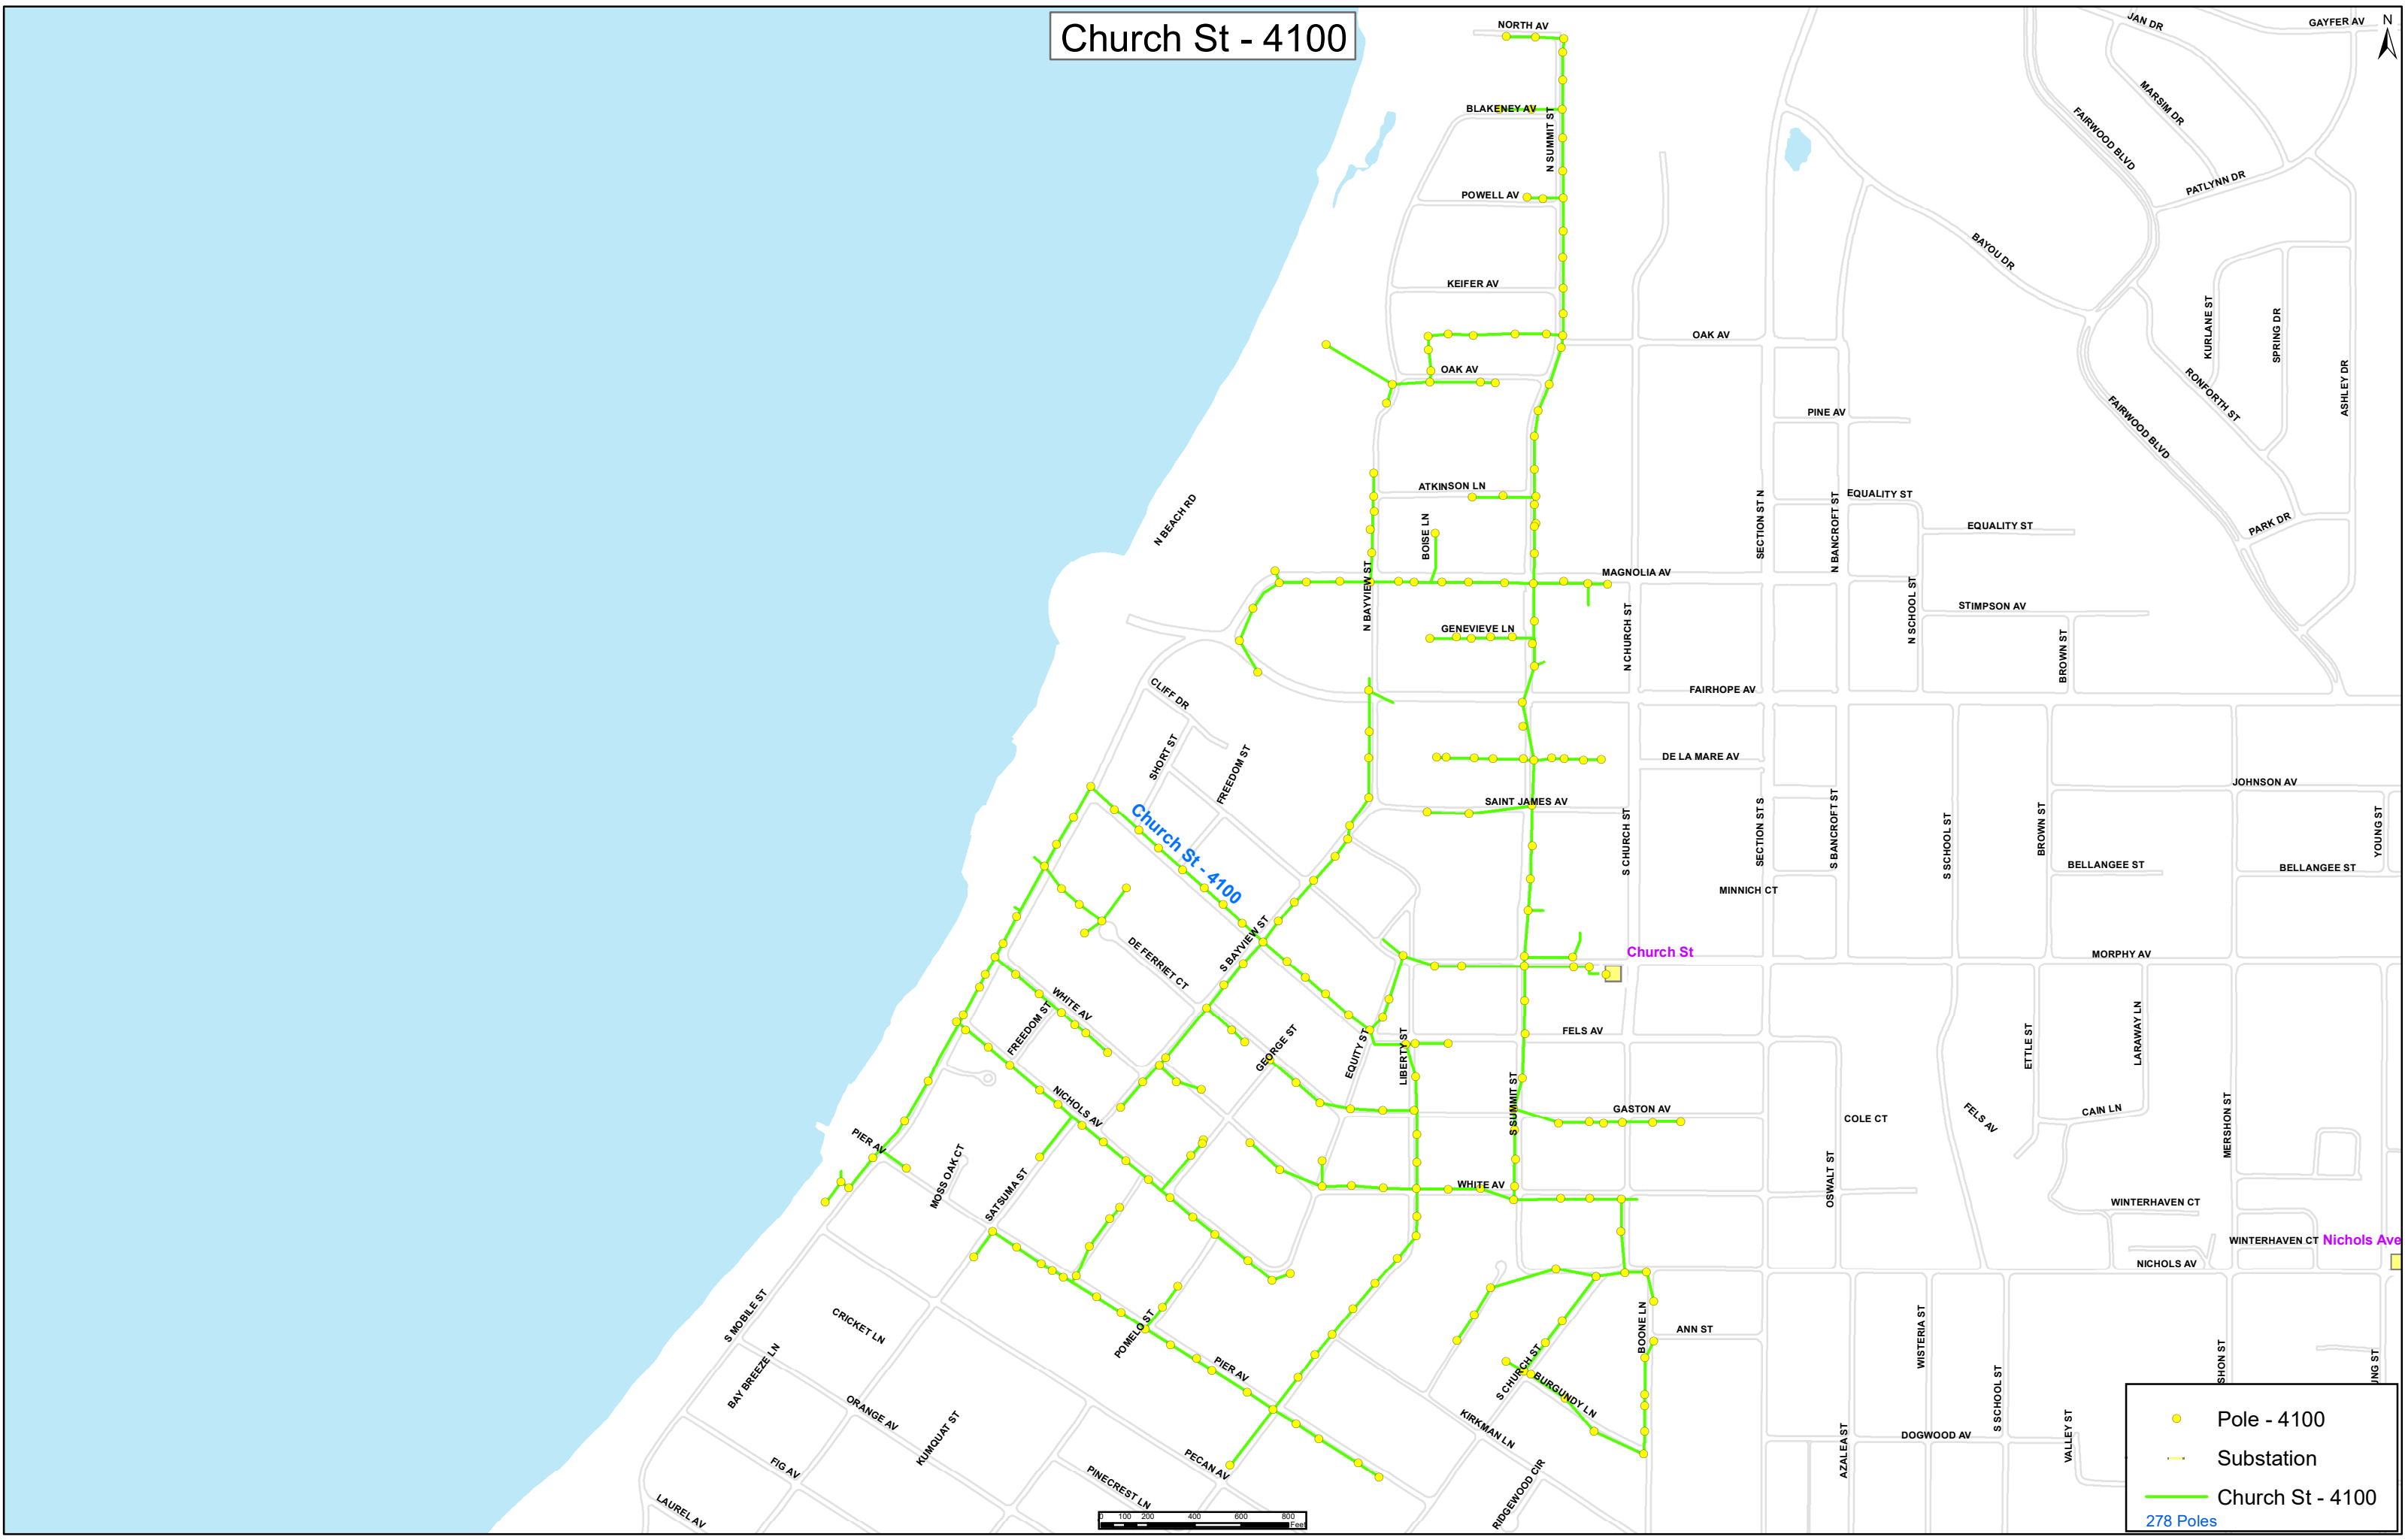 Church St - 4100
NORTH AV
JAN DR
GAYFER AV
N
BLAKENEY AV
N SUMMIT ST
MARSIM DR
FAIRWOOD BLVD
PATLYNN DR
POWELL AV
BAYOU DR
KEIFER AV
OAK AV
KURLANE ST
SPRING DR
OAK AV
ASHLEY DR
RONFORTH ST
PINE AV
FAIRWOOD BLVD
ATKINSON LN
EQUALITY ST
N BEACH RD
BOISE LN
SECTION ST N
N BANCROFT ST
EQUALITY ST
PARK DR
MAGNOLIA AV
N BAYVIEW ST
N CHURCH ST
N SCHOOL ST
STIMPSON AV
GENEVIEVE LN
BROWN ST
CLIFF DR
FAIRHOPE AV
SHORT ST
FREEDOM ST
DE LA MARE AV
JOHNSON AV
SAINT JAMES AV
Church St - 4100
S CHURCH ST
SECTION ST S
S BANCROFT ST
S SCHOOL ST
BROWN ST
YOUNG ST
BELLANGEE ST
BELLANGEE ST
MINNICH CT
S BAYVIEW ST
DE FERRIET CT
Church St
MORPHY AV
WHITE AV
FREEDOM ST
GEORGE ST
EQUITY ST
LIBERTY ST
FELS AV
ETTLE ST
LARAWAY LN
NICHOLS AV
S SUMMIT ST
GASTON AV
COLE CT
FELS AV
CAIN LN
MERSHON ST
PIER AV
MOSS OAK CT
SATSUMA ST
WHITE AV
OSWALT ST
WINTERHAVEN CT
WINTERHAVEN CT
Nichols Ave
NICHOLS AV
S MOBILE ST
CRICKET LN
POMELO ST
BOONE LN
ANN ST
WISTERIA ST
BAY BREEZE LN
PIER AV
S CHURCH ST
BURGUNDY LN
S SCHOOL ST
SHON ST
UNG ST
ORANGE AV
KUMQUAT ST
KIRKMAN LN
AZALEA ST
DOGWOOD AV
VALLEY ST
FIG AV
PECAN AV
PINECREST LN
RIDGEWOOD CIR
LAUREL AV
0 100 200 400 600 800
Feet
Pole - 4100
Substation
Church St - 4100
278 Poles